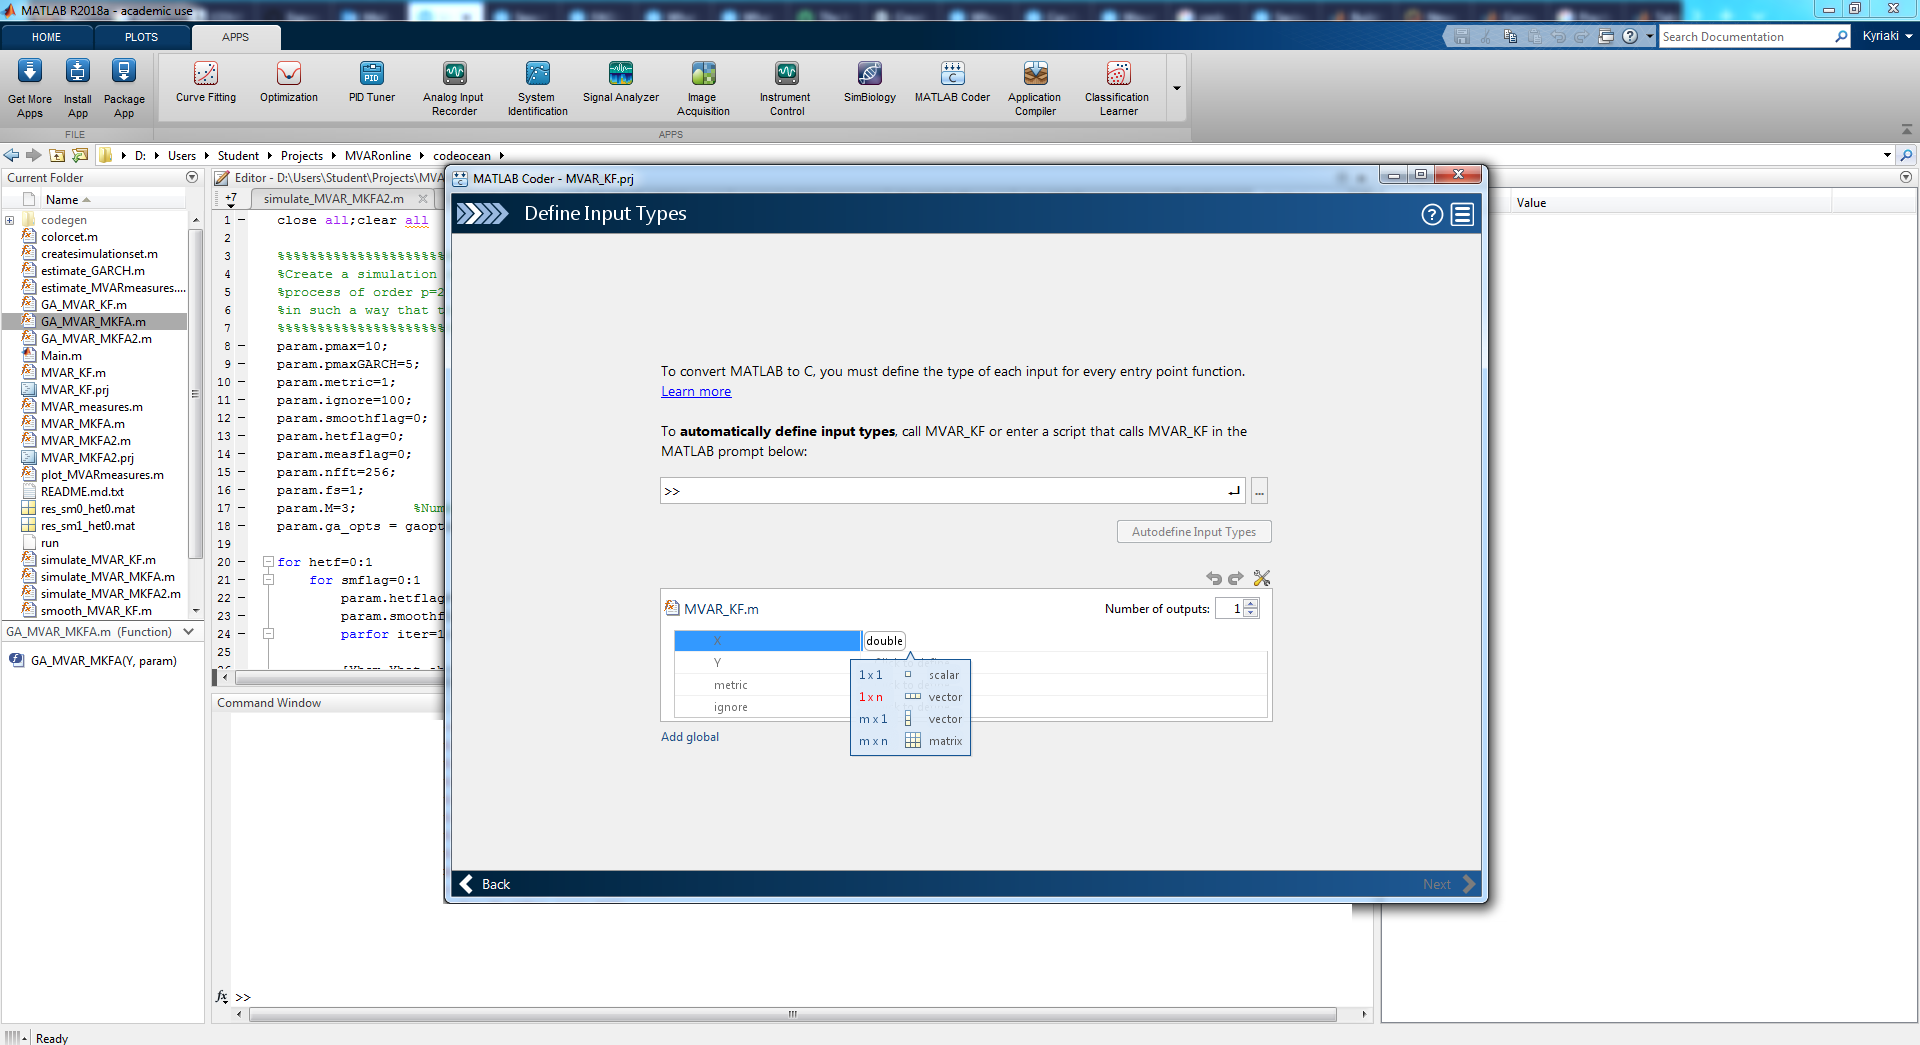 MATLAB R2018a - academic use
HOME
PLOTS
APPS
Search Documentation
Kyriaki
Get More Apps
Install App
Package App
FILE
Curve Fitting
Optimization
PID Tuner
Analog Input Recorder
System Identification
Signal Analyzer
Image Acquisition
Instrument Control
SimBiology
MATLAB Coder
Application Compiler
Classification Learner
APPS
D: Users Student Projects MVARonline codeocean
Current Folder
Name
codegen
colorcet.m
createsimulationset.m
estimate_GARCH.m
estimate_MVARmeasures....
GA_MVAR_KF.m
GA_MVAR_MKFA.m
GA_MVAR_MKFA2.m
Main.m
MVAR_KF.m
MVAR_KF.prj
MVAR_measures.m
MVAR_MKFA.m
MVAR_MKFA2.m
MVAR_MKFA2.prj
plot_MVARmeasures.m
README.md.txt
res_sm0_het0.mat
res_sm1_het0.mat
run
simulate_MVAR_KF.m
simulate_MVAR_MKFA.m
simulate_MVAR_MKFA2.m
smooth_MVAR_KF.m
GA_MVAR_MKFA.m (Function)
GA_MVAR_MKFA(Y, param)
Ready
Editor - D:\Users\Student\Projects\MVA
+7
simulate_MVAR_MKFA2.m
1 close all;clear all
2
3 %%%%%%%%%%%%%%%%%%%%%
4 %Create a simulation
5 %process of order p=2
6 %in such a way that t
7 %%%%%%%%%%%%%%%%%%%%%
8 param.pmax=10;
9 param.pmaxGARCH=5;
10 param.metric=1;
11 param.ignore=100;
12 param.smoothflag=0;
13 param.hetflag=0;
14 param.measflag=0;
15 param.nfft=256;
16 param.fs=1;
17 param.M=3; %Num
18 param.ga_opts = gaopt
19
20 for hetf=0:1
21 for smflag=0:1
22 param.hetflag
23 param.smoothf
24 parfor iter=1
25
Command Window
fx >>
Value
MATLAB Coder - MVAR_KF.prj
Define Input Types
To convert MATLAB to C, you must define the type of each input for every entry point function.
Learn more
To automatically define input types, call MVAR_KF or enter a script that calls MVAR_KF in the
MATLAB prompt below:
>>
...
Autodefine Input Types
MVAR_KF.m
Number of outputs: 1
X double
Y
metric
ignore
1 x 1 scalar
1 x n vector
m x 1 vector
m x n matrix
Add global
Back
Next